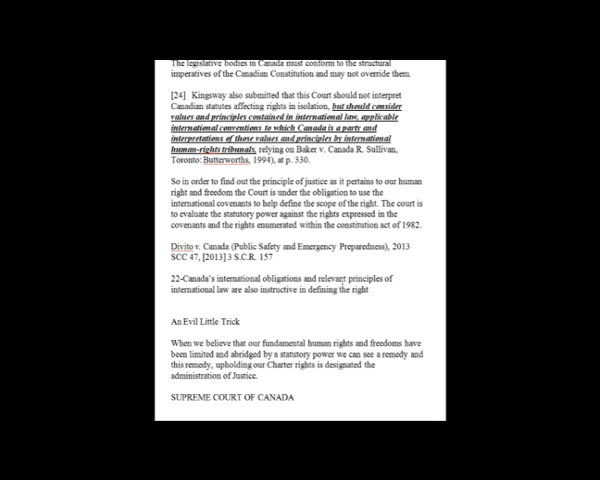 The legislative bodies in Canada must conform to the structural
imperatives of the Canadian Constitution and may not override them.
[24] Kingsway also submitted that this Court should not interpret
Canadian statutes affecting rights in isolation, but should consider
values and principles contained in international law, applicable
international conventions to which Canada is a party and
interpretations of those values and principles by international
human-rights tribunals, relying on Baker v. Canada R. Sullivan,
Toronto: Butterworths, 1994), at p. 330.
So in order to find out the principle of justice as it pertains to our human
right and freedom the Court is under the obligation to use the
international covenants to help define the scope of the right. The court is
to evaluate the statutory power against the rights expressed in the
covenants and the rights enumerated within the constitution act of 1982.
Divito v. Canada (Public Safety and Emergency Preparedness), 2013
SCC 47, [2013] 3 S.C.R. 157
22-Canada's international obligations and relevant principles of
international law are also instructive in defining the right
An Evil Little Trick
When we believe that our fundamental human rights and freedoms have
been limited and abridged by a statutory power we can see a remedy and
this remedy, upholding our Charter rights is designated the
administration of Justice.
SUPREME COURT OF CANADA